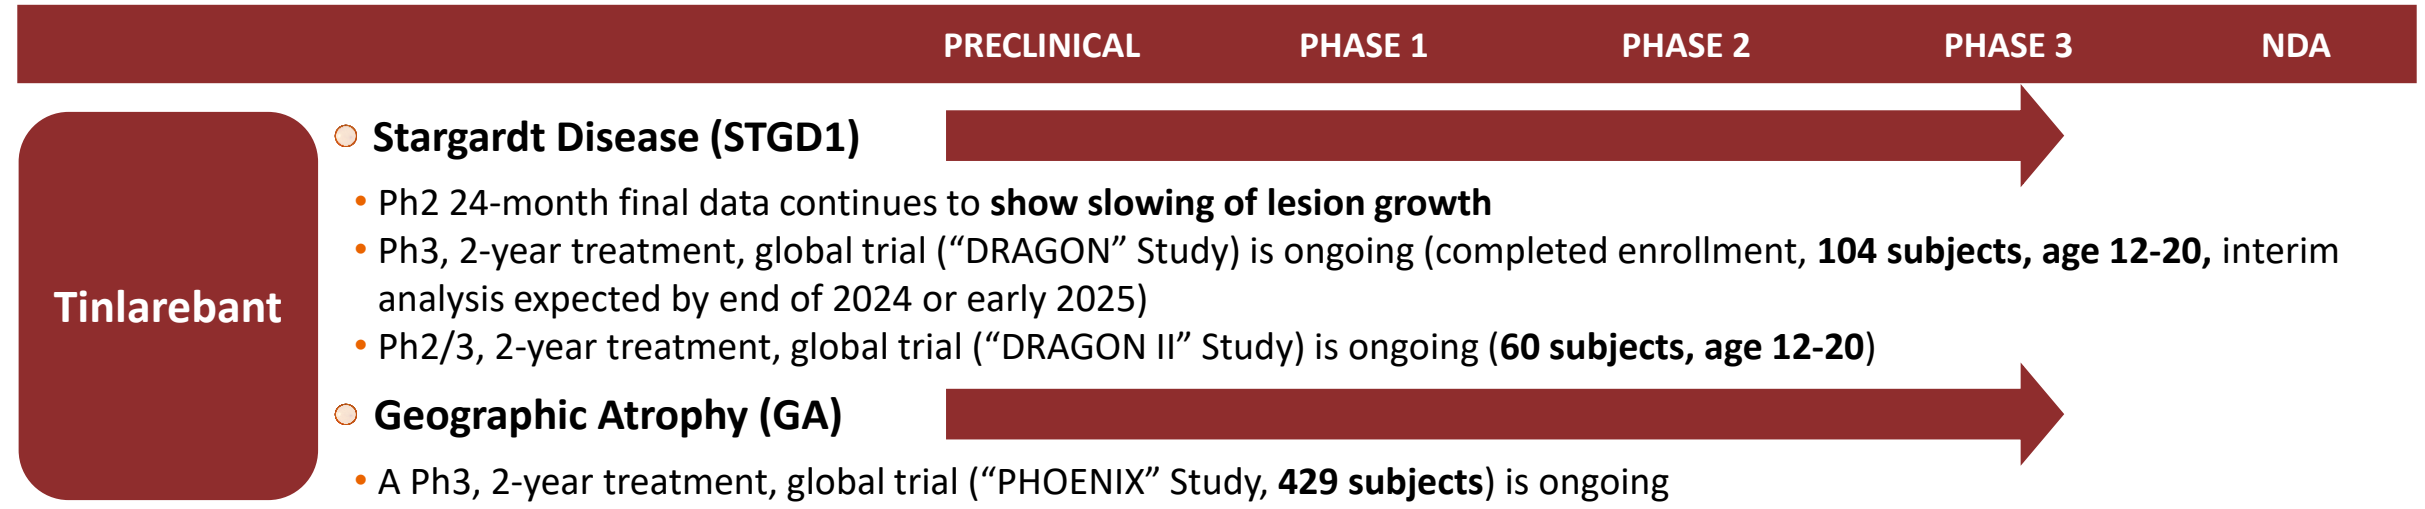 PRECLINICAL PHASE 1 PHASE 2 PHASE 3 NDA
Tinlarebant
Stargardt Disease (STGD1)
• Ph2 24-month final data continues to show slowing of lesion growth
• Ph3, 2-year treatment, global trial (“DRAGON” Study) is ongoing (completed enrollment, 104 subjects, age 12-20, interim
analysis expected by end of 2024 or early 2025)
• Ph2/3, 2-year treatment, global trial (“DRAGON II” Study) is ongoing (60 subjects, age 12-20)
Geographic Atrophy (GA)
• A Ph3, 2-year treatment, global trial (“PHOENIX” Study, 429 subjects) is ongoing